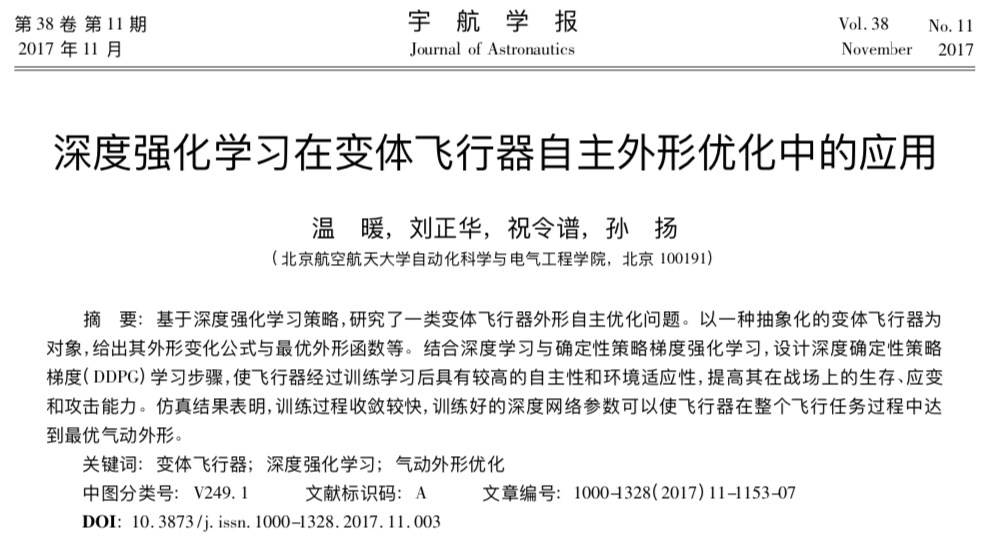 第 38 卷 第 11 期 宇 航 学 报 Vol. 38 No. 11
2017 年 11 月 Journal of Astronautics November 2017
深度强化学习在变体飞行器自主外形优化中的应用
温 暖，刘正华，祝令谱，孙 扬
（北京航空航天大学自动化科学与电气工程学院，北京 100191）
摘 要：基于深度强化学习策略，研究了一类变体飞行器外形自主优化问题。以一种抽象化的变体飞行器为
对象，给出其外形变化公式与最优外形函数等。结合深度学习与确定性策略梯度强化学习，设计深度确定性策略
梯度（DDPG）学习步骤，使飞行器经过训练学习后具有较高的自主性和环境适应性，提高其在战场上的生存、应变
和攻击能力。仿真结果表明，训练过程收敛较快，训练好的深度网络参数可以使飞行器在整个飞行任务过程中达
到最优气动外形。
关键词：变体飞行器；深度强化学习；气动外形优化
中图分类号：V249.1 文献标识码：A 文章编号：1000-1328(2017)11-1153-07
DOI：10.3873/j.issn.1000-1328.2017.11.003